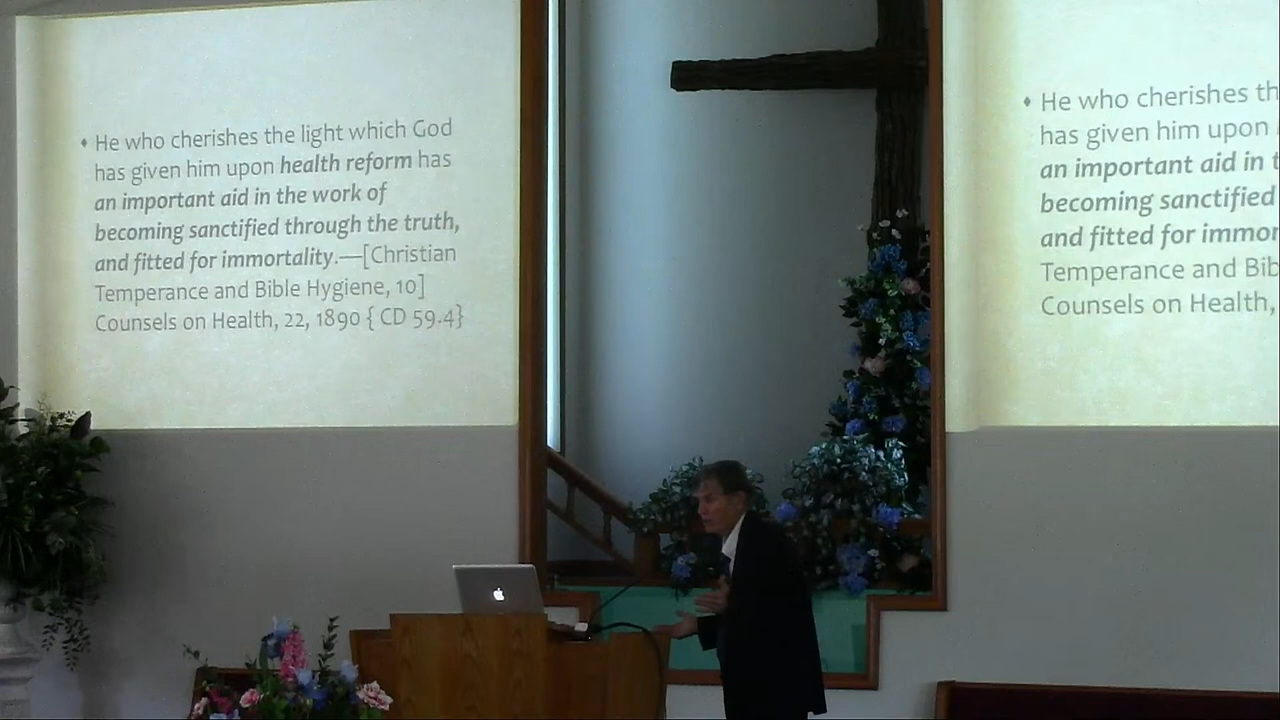 ♦ He who cherishes the light which God
has given him upon health reform has
an important aid in the work of
becoming sanctified through the truth,
and fitted for immortality.—[Christian
Temperance and Bible Hygiene, 10]
Counsels on Health, 22, 1890 { CD 59.4}
♦ He who cherishes th
has given him upon
an important aid in t
becoming sanctified
and fitted for immor
Temperance and Bib
Counsels on Health,